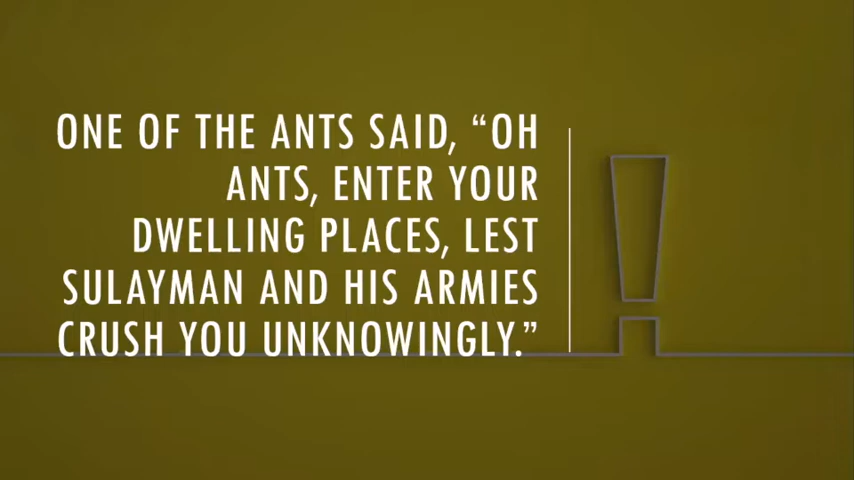 ONE OF THE ANTS SAID, “OH
ANTS, ENTER YOUR
DWELLING PLACES, LEST
SULAYMAN AND HIS ARMIES
CRUSH YOU UNKNOWINGLY.”